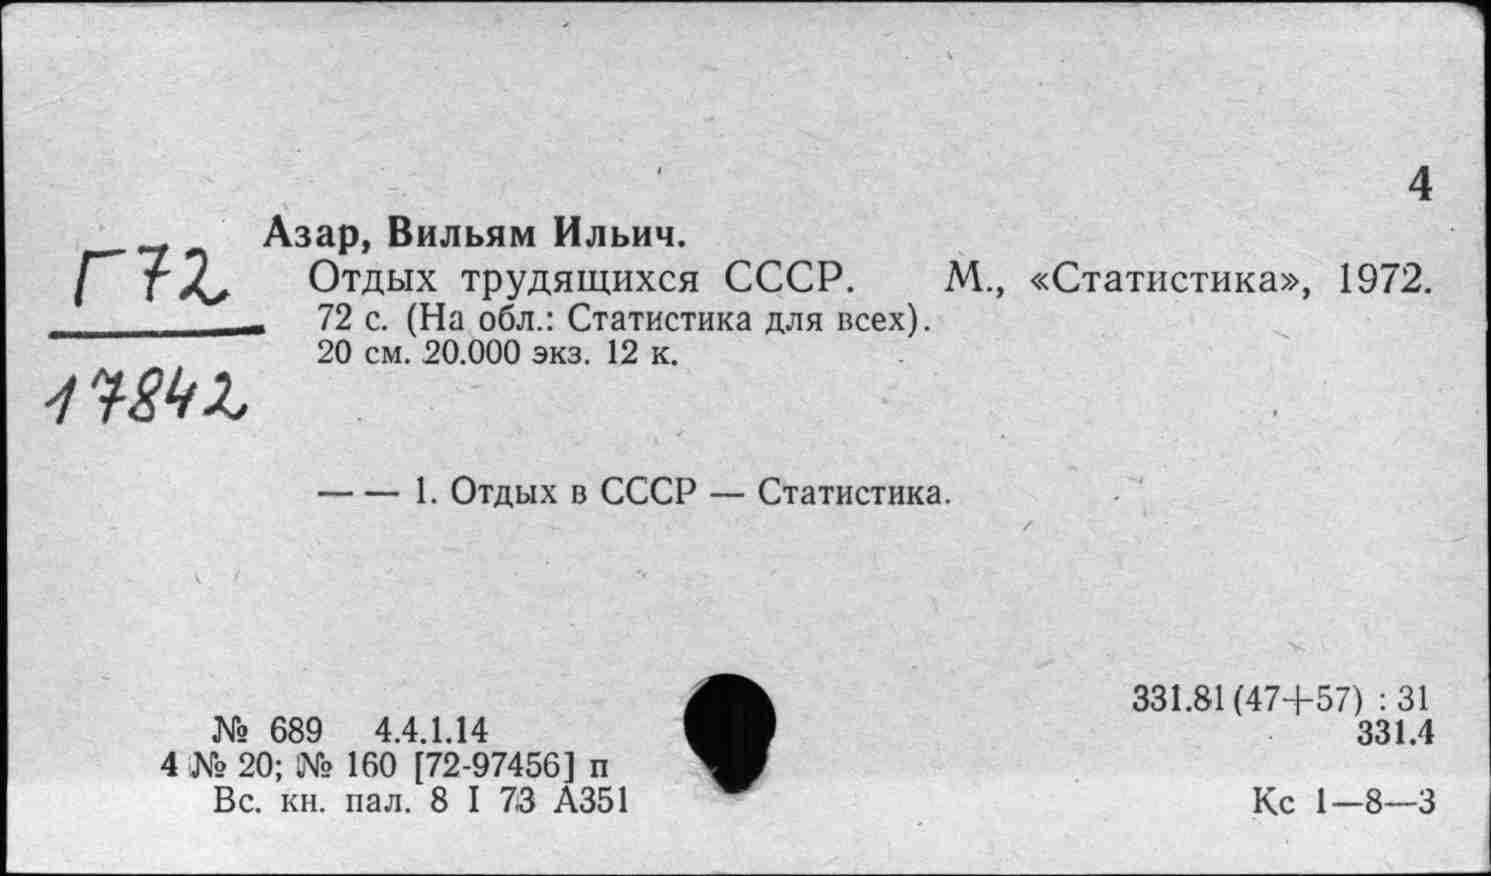 4
Азар, Вильям Ильич.
Г72
Отдых трудящихся СССР. М., «Статистика», 1972.
72 с. (На обл.: Статистика для всех).
20 см. 20.000 экз. 12 к.
17842
— — 1. Отдых в СССР — Статистика.
331.81 (47+57) : 31
№ 689 4.4.1.14
331.4
4 № 20; № 160 [72-97456] п
Вс. кн. пал. 8 I 73 А351
Кс 1—8—3